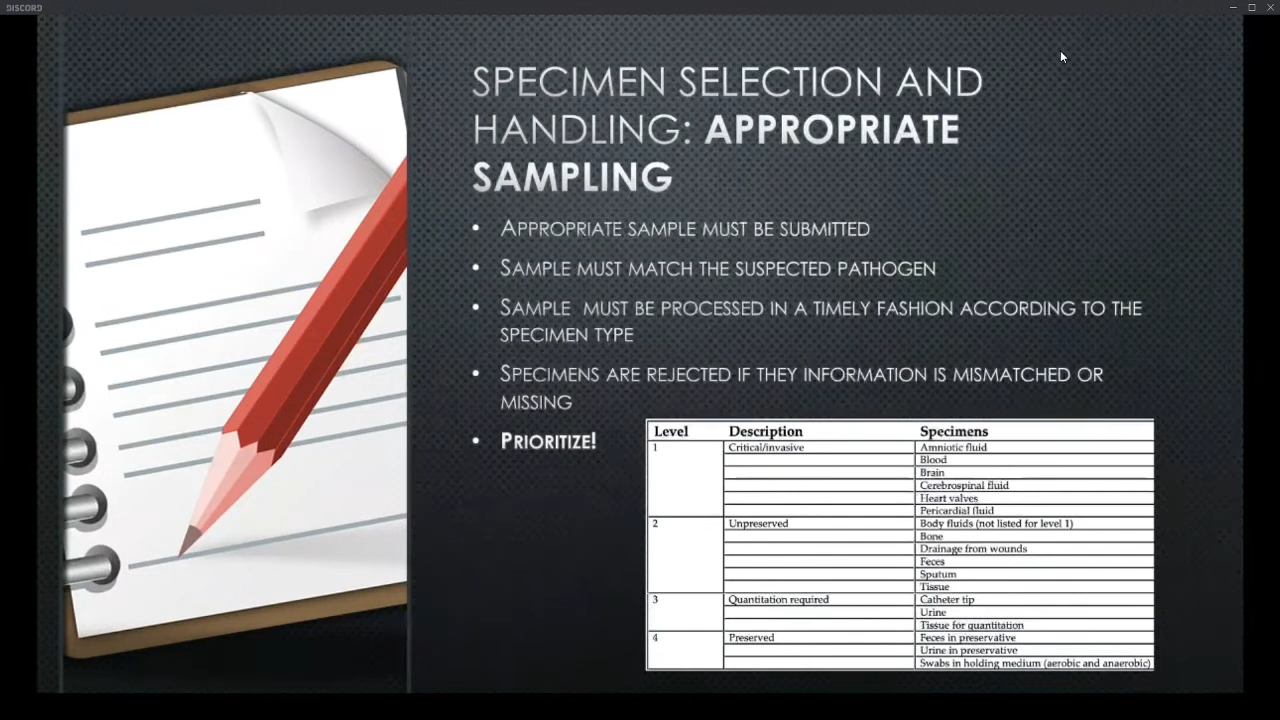 DISCORD
SPECIMEN SELECTION AND
HANDLING: APPROPRIATE
SAMPLING
• APPROPRIATE SAMPLE MUST BE SUBMITTED
• SAMPLE MUST MATCH THE SUSPECTED PATHOGEN
• SAMPLE MUST BE PROCESSED IN A TIMELY FASHION ACCORDING TO THE
SPECIMEN TYPE
• SPECIMENS ARE REJECTED IF THEY INFORMATION IS MISMATCHED OR
MISSING
• PRIORITIZE!
Level Description Specimens
1 Critical/invasive Amniotic fluid
Blood
Brain
Cerebrospinal fluid
Heart valves
Pericardial fluid
2 Unpreserved Body fluids (not listed for level 1)
Bone
Drainage from wounds
Feces
Sputum
Tissue
3 Quantitation required Catheter tip
Urine
Tissue for quantitation
4 Preserved Feces in preservative
Urine in preservative
Swabs in holding medium (aerobic and anaerobic)